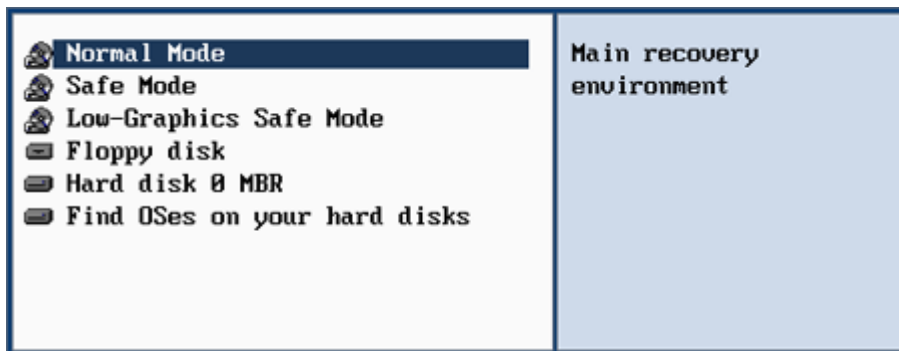 Normal Mode
Safe Mode
Low-Graphics Safe Mode
Floppy disk
Hard disk 0 MBR
Find OSes on your hard disks
Main recovery
environment